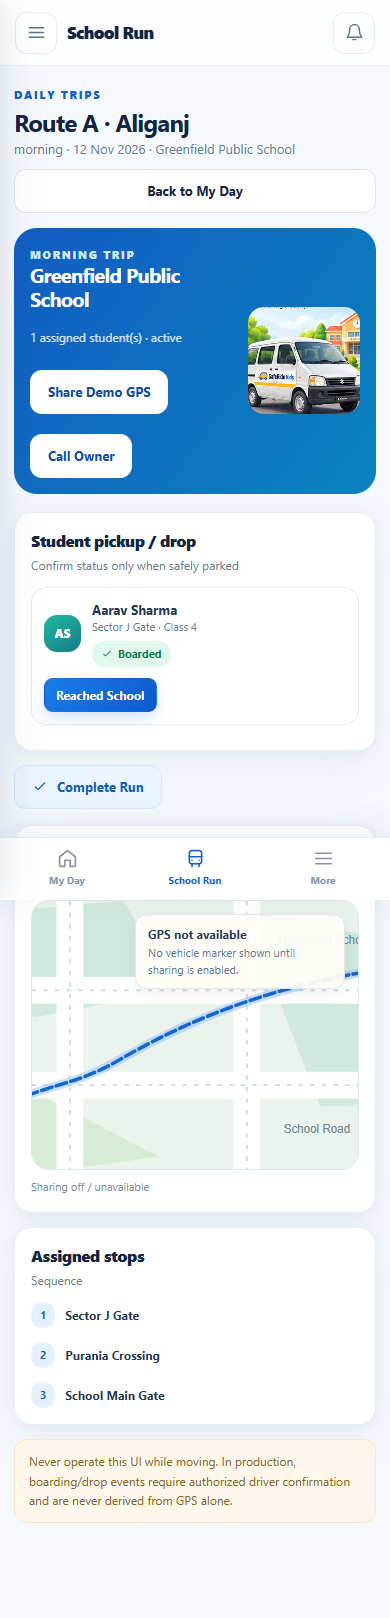 School Run
DAILY TRIPS
Route A · Aliganj
morning · 12 Nov 2026 · Greenfield Public School
Back to My Day
MORNING TRIP
Greenfield Public
School
1 assigned student(s) · active
Share Demo GPS
SafeRide Kids
Call Owner
Student pickup / drop
Confirm status only when safely parked
AS
Aarav Sharma
Sector J Gate · Class 4
Boarded
Reached School
Complete Run
My Day
School Run
More
GPS not available
No vehicle marker shown until
sharing is enabled.
School Road
Sharing off / unavailable
Assigned stops
Sequence
1 Sector J Gate
2 Purania Crossing
3 School Main Gate
Never operate this UI while moving. In production,
boarding/drop events require authorized driver confirmation
and are never derived from GPS alone.